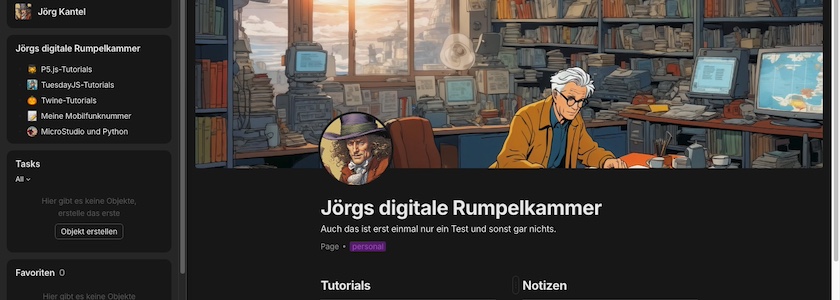 Jörg Kantel
Jörgs digitale Rumpelkammer
P5.js-Tutorials
TuesdayJS-Tutorials
Twine-Tutorials
Meine Mobilfunknummer
MicroStudio und Python
Tasks
All
Hier gibt es keine Objekte,
erstelle das erste
Objekt erstellen
Favoriten 0
Hier gibt es keine Objekte
Jörgs digitale Rumpelkammer
Auch das ist erst einmal nur ein Test und sonst gar nichts.
Page • personal
Tutorials
Notizen